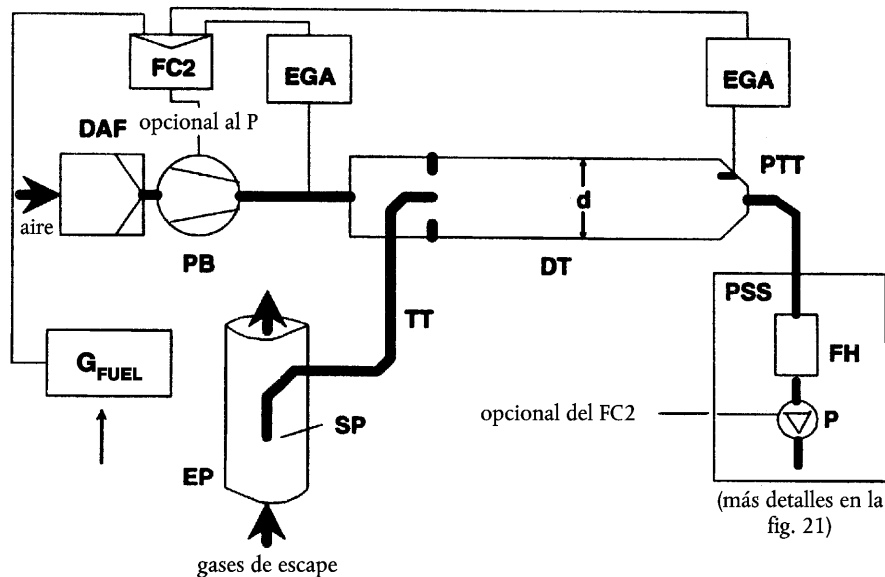 FC2
EGA
EGA
opcional al P
DAF
PTT
aire
d
PB
DT
PSS
TT
G FUEL
FH
opcional del FC2
P
SP
EP
(más detalles en la
fig. 21)
gases de escape